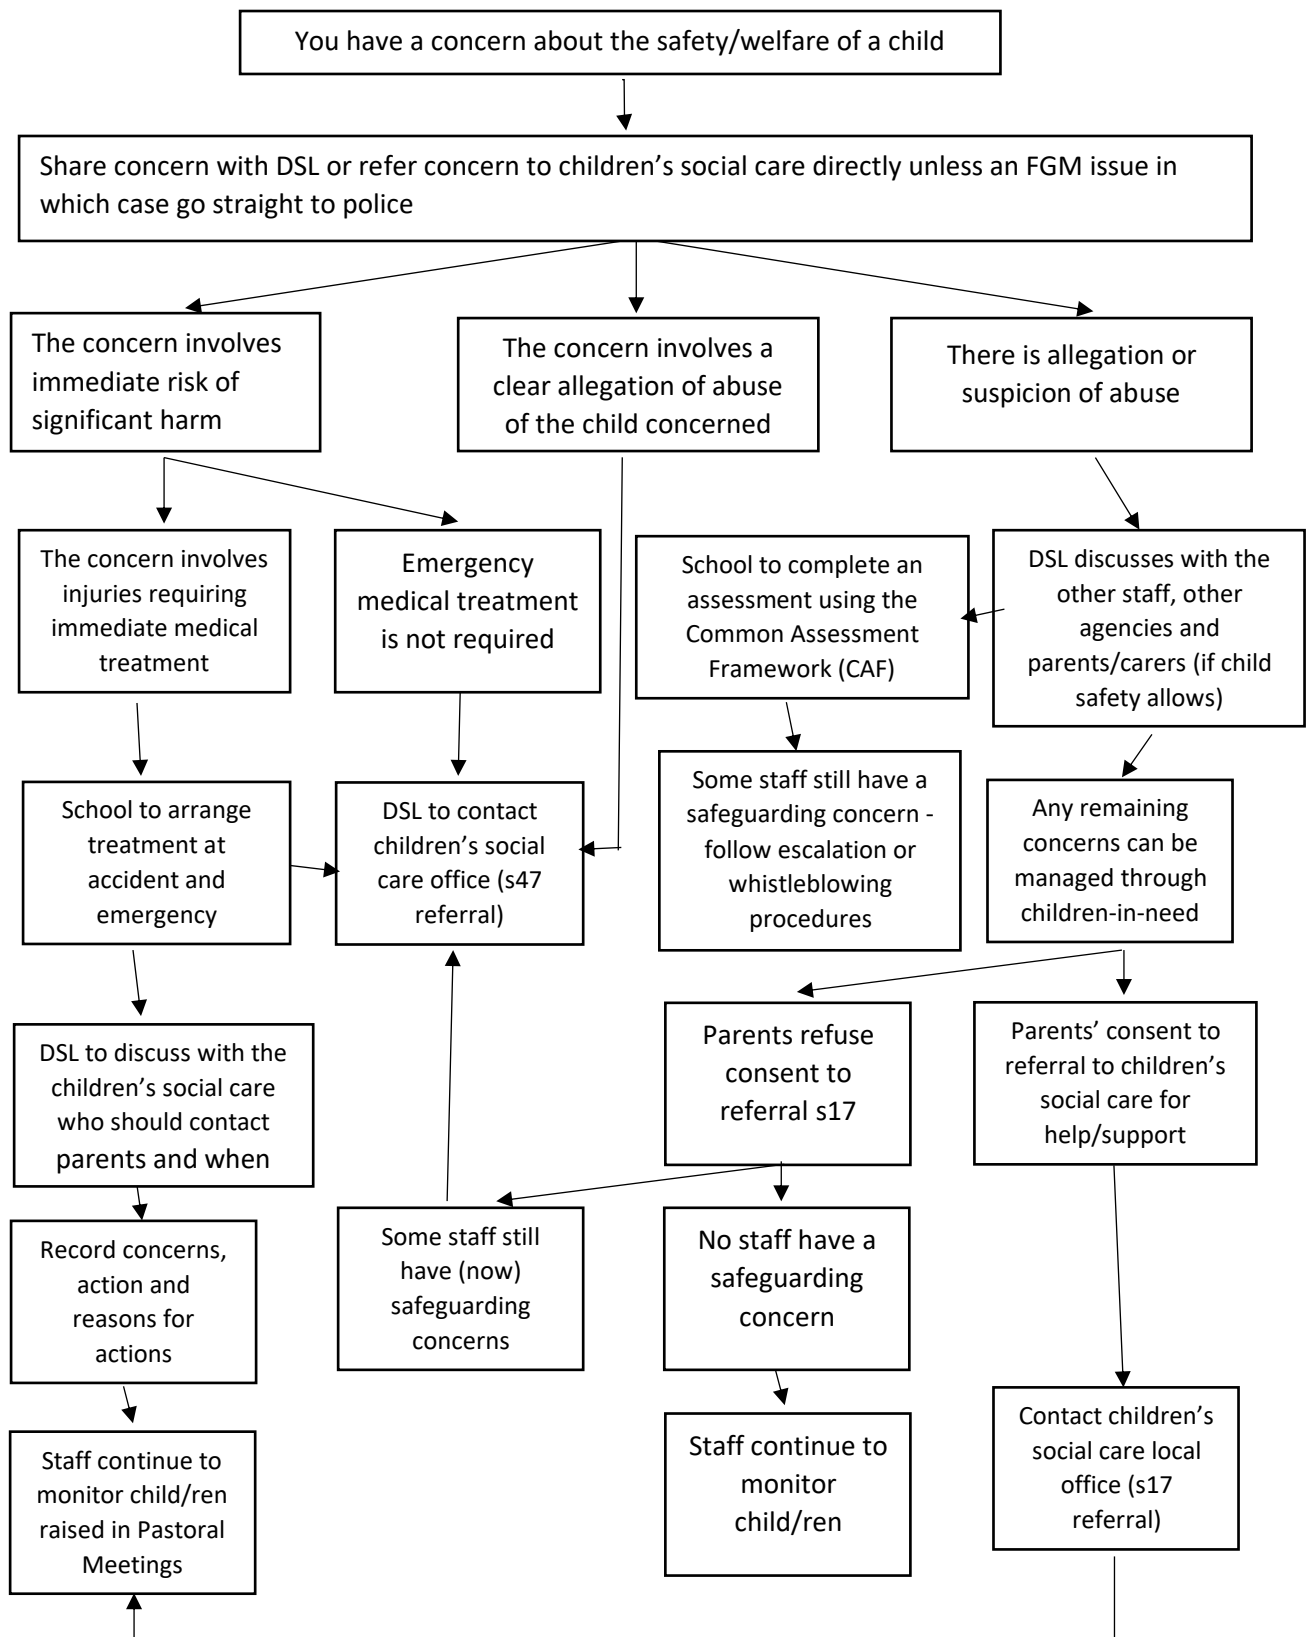 You have a concern about the safety/welfare of a child
Share concern with DSL or refer concern to children’s social care directly unless an FGM issue in
which case go straight to police
The concern involves
immediate risk of
significant harm
The concern involves a
clear allegation of abuse
of the child concerned
There is allegation or
suspicion of abuse
The concern involves
injuries requiring
immediate medical
treatment
Emergency
medical treatment
is not required
School to complete an
assessment using the
Common Assessment
Framework (CAF)
DSL discusses with the
other staff, other
agencies and
parents/carers (if child
safety allows)
School to arrange
treatment at
accident and
emergency
DSL to contact
children’s social
care office (s47
referral)
Some staff still have a
safeguarding concern -
follow escalation or
whistleblowing
procedures
Any remaining
concerns can be
managed through
children-in-need
DSL to discuss with the
children’s social care
who should contact
parents and when
Parents refuse
consent to
referral s17
Parents’ consent to
referral to children’s
social care for
help/support
Record concerns,
action and
reasons for
actions
Some staff still
have (now)
safeguarding
concerns
No staff have a
safeguarding
concern
Staff continue to
monitor child/ren
raised in Pastoral
Meetings
Staff continue to
monitor
child/ren
Contact children’s
social care local
office (s17
referral)